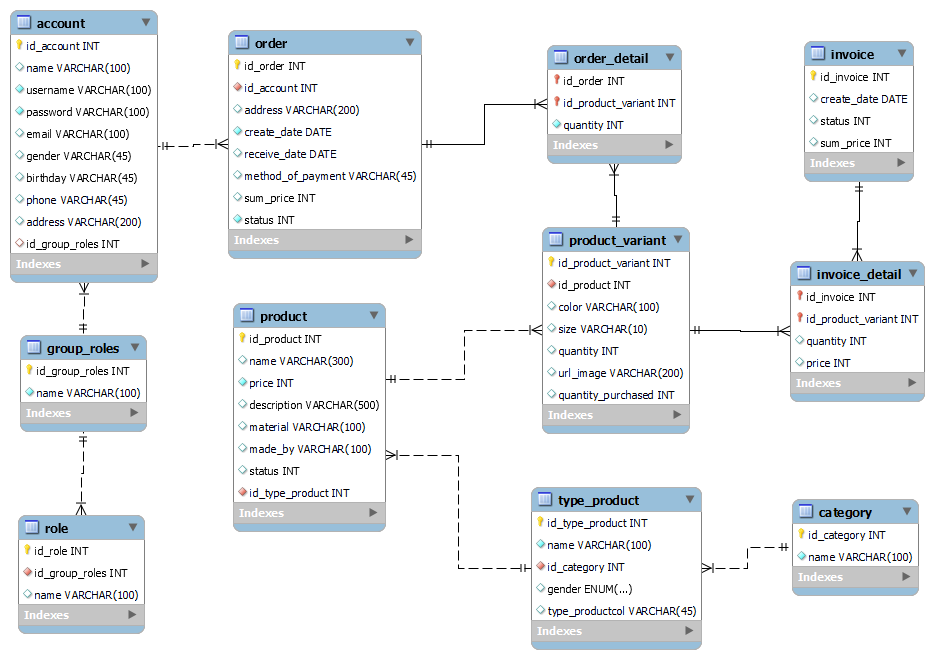 account
id_account INT
name VARCHAR(100)
username VARCHAR(100)
password VARCHAR(100)
email VARCHAR(100)
gender VARCHAR(45)
birthday VARCHAR(45)
phone VARCHAR(45)
address VARCHAR(200)
id_group_roles INT
Indexes
order
id_order INT
id_account INT
address VARCHAR(200)
create_date DATE
receive_date DATE
method_of_payment VARCHAR(45)
sum_price INT
status INT
Indexes
order_detail
id_order INT
id_product_variant INT
quantity INT
Indexes
invoice
id_invoice INT
create_date DATE
status INT
sum_price INT
Indexes
product_variant
id_product_variant INT
id_product INT
color VARCHAR(100)
size VARCHAR(10)
quantity INT
url_image VARCHAR(200)
quantity_purchased INT
Indexes
invoice_detail
id_invoice INT
id_product_variant INT
quantity INT
price INT
Indexes
group_roles
id_group_roles INT
name VARCHAR(100)
Indexes
product
id_product INT
name VARCHAR(300)
price INT
description VARCHAR(500)
material VARCHAR(100)
made_by VARCHAR(100)
status INT
id_type_product INT
Indexes
role
id_role INT
id_group_roles INT
name VARCHAR(100)
Indexes
type_product
id_type_product INT
name VARCHAR(100)
id_category INT
gender ENUM(...)
type_productcol VARCHAR(45)
Indexes
category
id_category INT
name VARCHAR(100)
Indexes